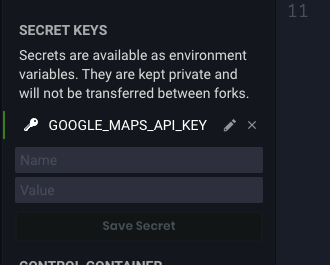 11
SECRET KEYS
Secrets are available as environment
variables. They are kept private and
will not be transferred between forks.
GOOGLE_MAPS_API_KEY
Name
Value
Save Secret
CONTROL CONTAINER